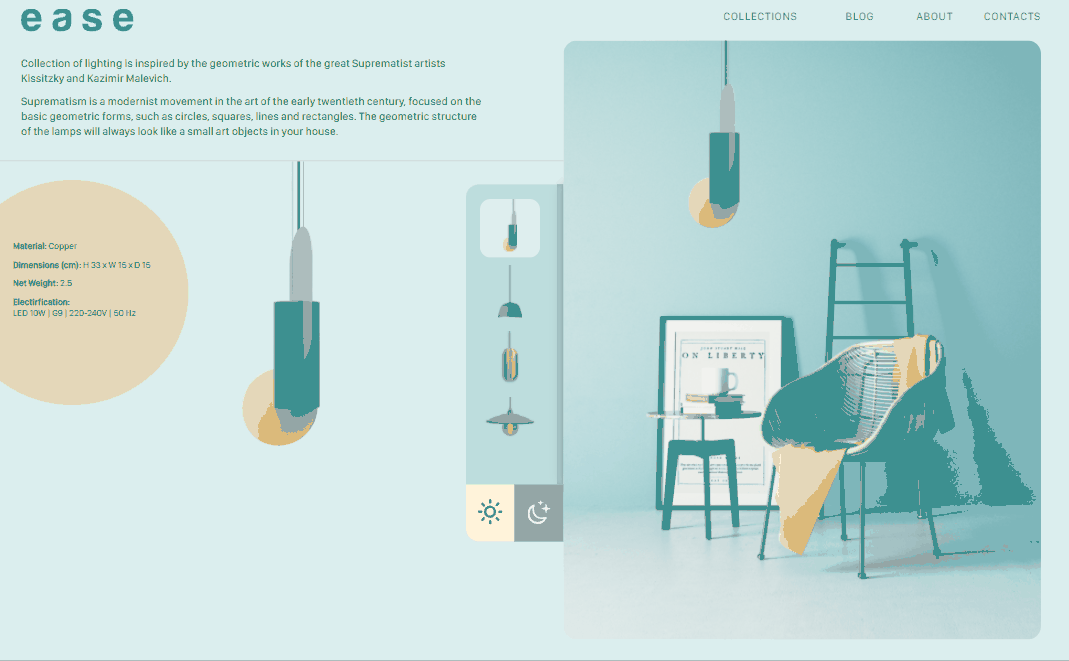 ease
COLLECTIONS BLOG ABOUT CONTACTS
Collection of lighting is inspired by the geometric works of the great Suprematist artists
Kissitzky and Kazimir Malevich.
Suprematism is a modernist movement in the art of the early twentieth century, focused on the
basic geometric forms, such as circles, squares, lines and rectangles. The geometric structure
of the lamps will always look like a small art objects in your house.
Material: Copper
Dimensions (cm): H 33 x W 15 x D 15
Net Weight: 2.5
Electirfication:
LED 10W | G9 | 220-240V | 50 Hz
ON LIBERTY